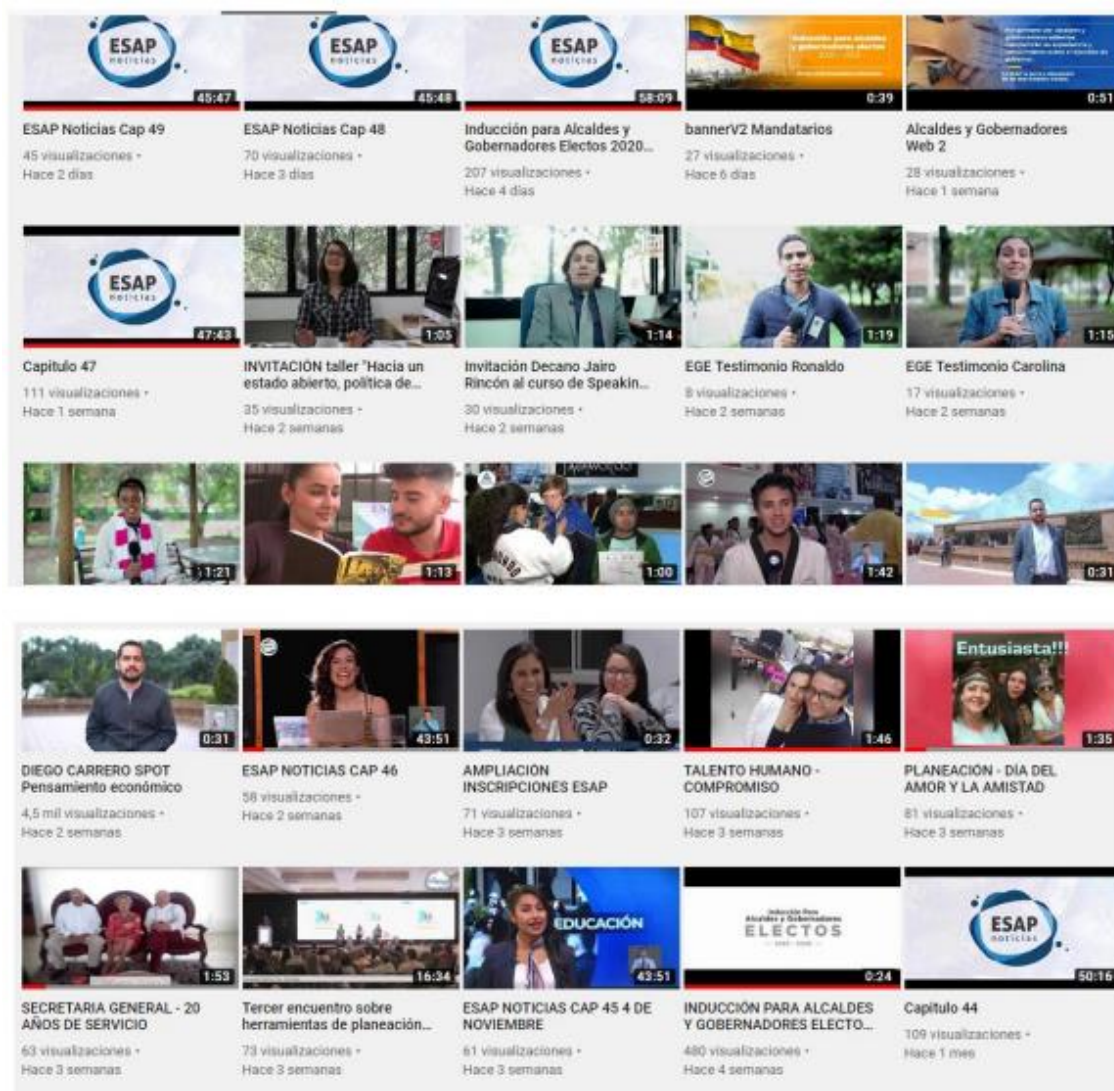 ESAP
noticias
45:47
ESAP
noticias
45:48
ESAP
noticias
58:09
Inducción para alcaldes
y gobernadores electos
0:39
0:51
ESAP Noticias Cap 49
45 visualizaciones •
Hace 2 días
ESAP Noticias Cap 48
70 visualizaciones •
Hace 3 días
Inducción para Alcaldes y
Gobernadores Electos 2020...
207 visualizaciones •
Hace 4 días
bannerV2 Mandatarios
27 visualizaciones •
Hace 6 días
Alcaldes y Gobernadores
Web 2
28 visualizaciones •
Hace 1 semana
ESAP
noticias
47:43
1:05
1:14
1:19
1:15
Capitulo 47
111 visualizaciones •
Hace 1 semana
INVITACIÓN taller "Hacia un
estado abierto, política de...
35 visualizaciones •
Hace 2 semanas
Invitación Decano Jairo
Rincón al curso de Speakin...
30 visualizaciones •
Hace 2 semanas
EGE Testimonio Ronaldo
8 visualizaciones •
Hace 2 semanas
EGE Testimonio Carolina
17 visualizaciones •
Hace 2 semanas
1:21
1:13
1:00
1:42
0:31
0:31
43:51
0:32
1:46
Entusiasta!!!
1:35
DIEGO CARRERO SPOT
Pensamiento económico
4,5 mil visualizaciones •
Hace 2 semanas
ESAP NOTICIAS CAP 46
58 visualizaciones •
Hace 2 semanas
AMPLIACIÓN
INSCRIPCIONES ESAP
71 visualizaciones •
Hace 3 semanas
TALENTO HUMANO -
COMPROMISO
107 visualizaciones •
Hace 3 semanas
PLANEACIÓN - DÍA DEL
AMOR Y LA AMISTAD
81 visualizaciones •
Hace 3 semanas
1:53
16:34
EDUCACIÓN
43:51
Inducción Para
Alcaldes y Gobernadores
ELECTOS
0:24
ESAP
noticias
50:16
SECRETARIA GENERAL - 20
AÑOS DE SERVICIO
63 visualizaciones •
Hace 3 semanas
Tercer encuentro sobre
herramientas de planeación...
73 visualizaciones •
Hace 3 semanas
ESAP NOTICIAS CAP 45 4 DE
NOVIEMBRE
61 visualizaciones •
Hace 3 semanas
INDUCCIÓN PARA ALCALDES
Y GOBERNADORES ELECTO...
480 visualizaciones •
Hace 4 semanas
Capitulo 44
109 visualizaciones •
Hace 1 mes